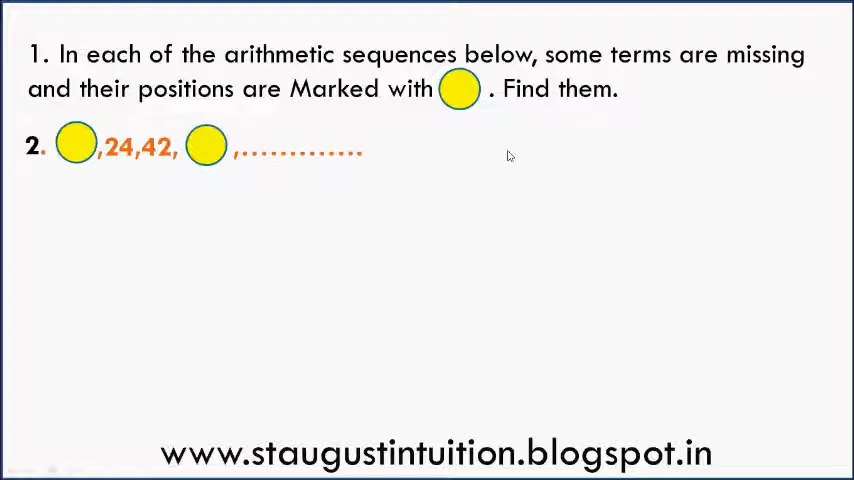 1. In each of the arithmetic sequences below, some terms are missing
and their positions are Marked with . Find them.
2. ,24,42, ,.............
www.staugustintuition.blogspot.in